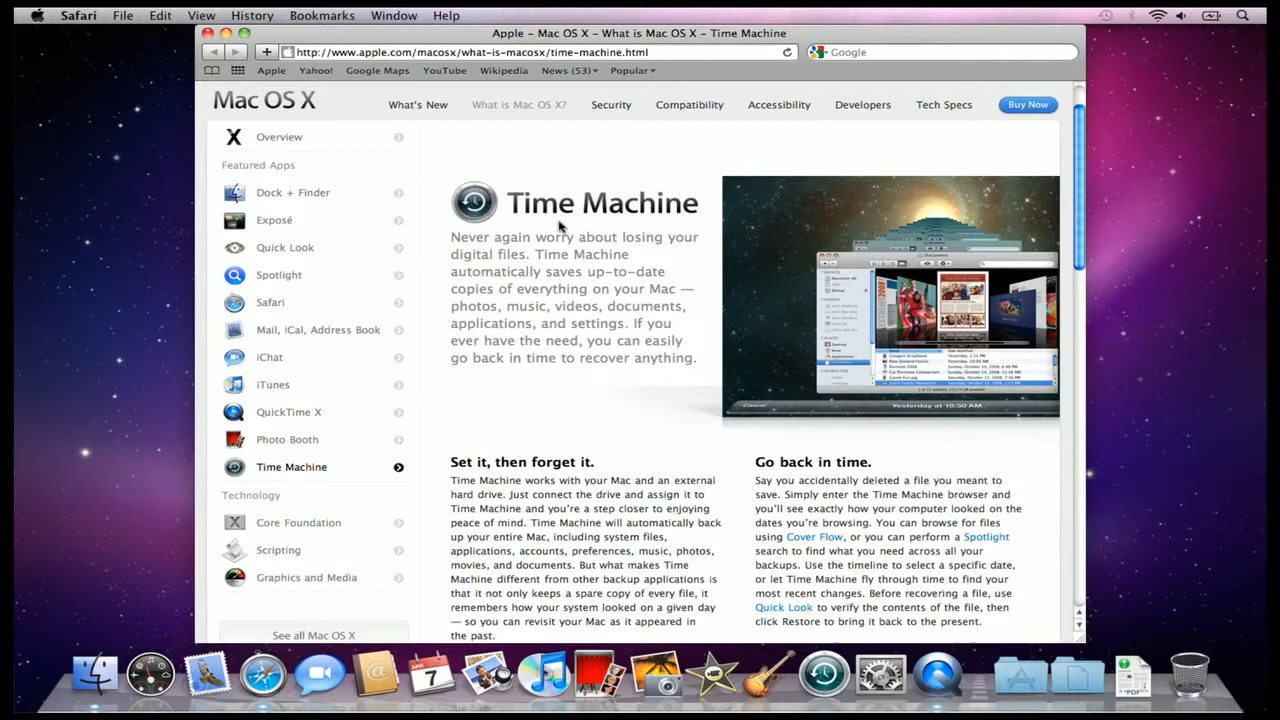 Safari File Edit View History Bookmarks Window Help
Apple – Mac OS X – What is Mac OS X – Time Machine
http://www.apple.com/macosx/what-is-macosx/time-machine.html
Google
Apple Yahoo! Google Maps YouTube Wikipedia News (53) Popular
Mac OS X
What's New What is Mac OS X? Security Compatibility Accessibility Developers Tech Specs Buy Now
Overview
Featured Apps
Dock + Finder
Exposé
Quick Look
Spotlight
Safari
Mail, iCal, Address Book
iChat
iTunes
QuickTime X
Photo Booth
Time Machine
Technology
Core Foundation
Scripting
Graphics and Media
See all Mac OS X
Time Machine
Never again worry about losing your
digital files. Time Machine
automatically saves up-to-date
copies of everything on your Mac —
photos, music, videos, documents,
applications, and settings. If you
ever have the need, you can easily
go back in time to recover anything.
Documents
Yesterday at 10:50 AM
Set it, then forget it.
Time Machine works with your Mac and an external
hard drive. Just connect the drive and assign it to
Time Machine and you're a step closer to enjoying
peace of mind. Time Machine will automatically back
up your entire Mac, including system files,
applications, accounts, preferences, music, photos,
movies, and documents. But what makes Time
Machine different from other backup applications is
that it not only keeps a spare copy of every file, it
remembers how your system looked on a given day
— so you can revisit your Mac as it appeared in
the past.
Go back in time.
Say you accidentally deleted a file you meant to
save. Simply enter the Time Machine browser and
you'll see exactly how your computer looked on the
dates you're browsing. You can browse for files
using Cover Flow, or you can perform a Spotlight
search to find what you need across all your
backups. Use the timeline to select a specific date,
or let Time Machine fly through time to find your
most recent changes. Before recovering a file, use
Quick Look to verify the contents of the file, then
click Restore to bring it back to the present.
APR
7
PDF